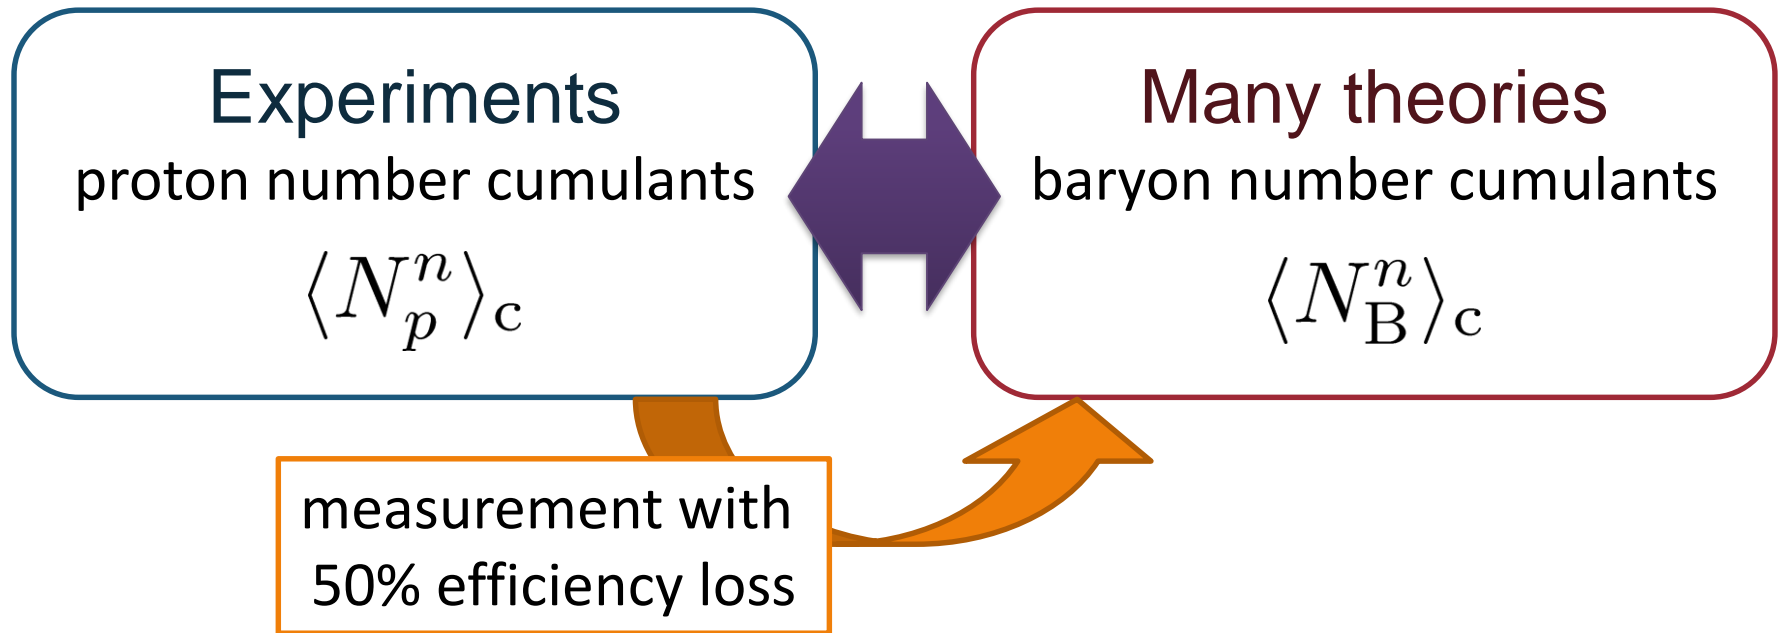 Experiments
proton number cumulants
⟨N_p^n⟩_c
Many theories
baryon number cumulants
⟨N_B^n⟩_c
measurement with
50% efficiency loss